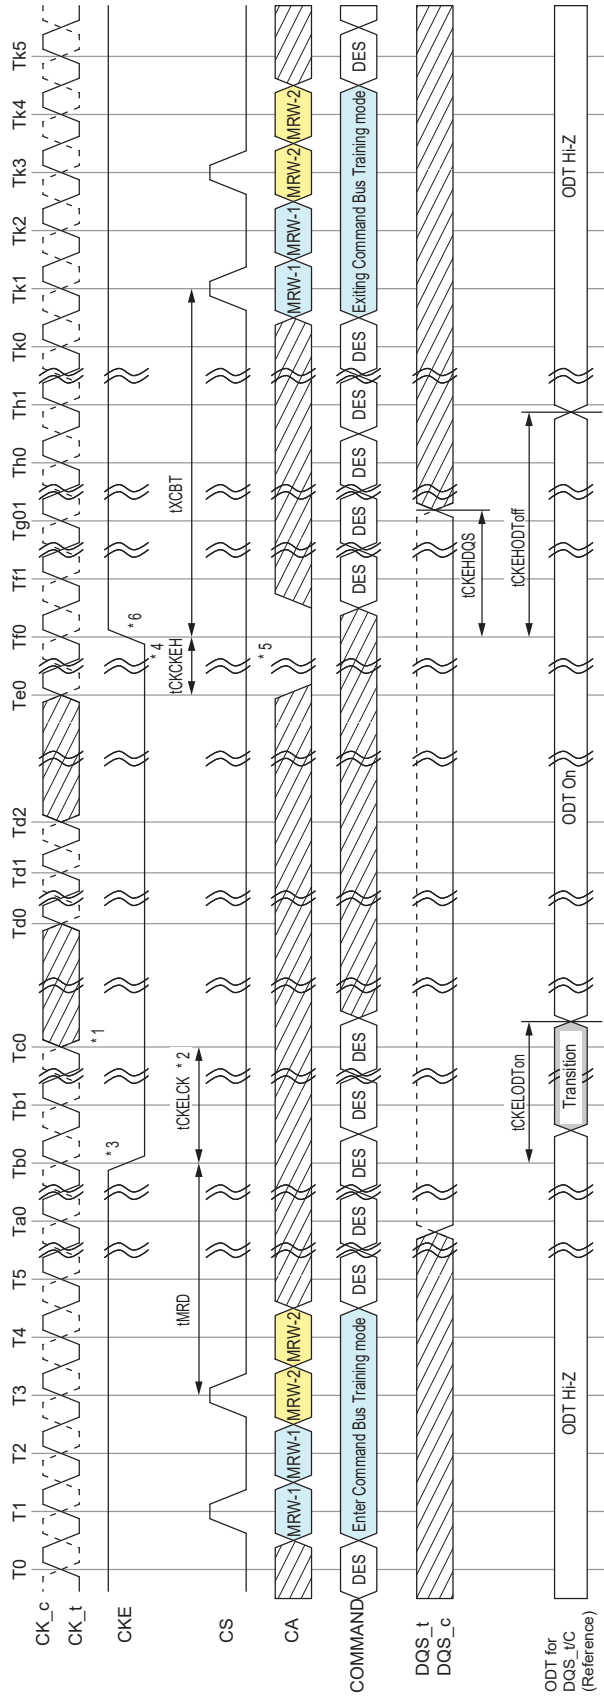 T0 T1 T2 T3 T4 T5 Ta0 Tb0 Tb1 Tc0 Td0 Td1 Td2 Te0 Tf0 Tf1 Tg01 Th0 Th1 Tk0 Tk1 Tk2 Tk3 Tk4 Tk5
CK_c
CK_t
*1
CKE
*3 *6
*4
tMRD tCKELCK *2 tCKCKEH tXCBT
CS
*5
CA
MRW-1 MRW-1 MRW-2 MRW-2 MRW-1 MRW-1 MRW-2 MRW-2
COMMAND
DES Enter Command Bus Training mode DES DES DES DES DES DES DES DES DES DES Exiting Command Bus Training mode DES
DQS_t
DQS_c
tCKEHDQS
tCKELODTon tCKEHODToff
ODT for
DQS_t/C
(Reference)
ODT Hi-Z Transition ODT On ODT Hi-Z